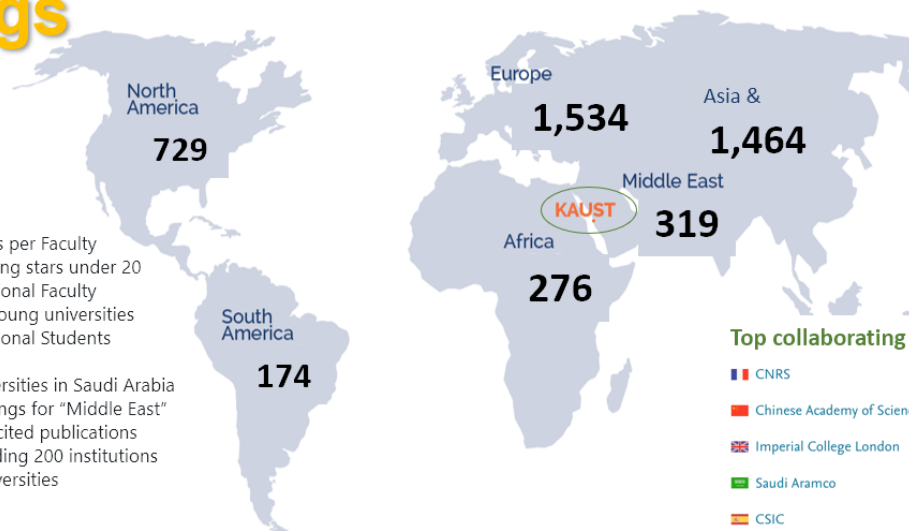 gs
North
America
729
Europe
1,534
Asia &
1,464
Middle East
319
KAUST
Africa
276
South
America
174
s per Faculty
ng stars under 20
onal Faculty
oung universities
onal Students
ersities in Saudi Arabia
ngs for “Middle East”
cited publications
ding 200 institutions
versities
Top collaborating
CNRS
Chinese Academy of Scien
Imperial College London
Saudi Aramco
CSIC